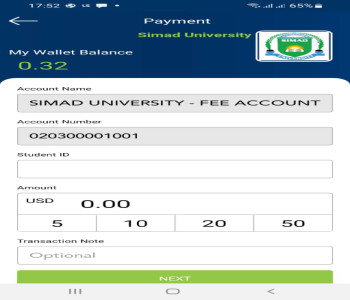 17:52
65%
Payment
Simad University
SIMAD
My Wallet Balance
0.32
Account Name
SIMAD UNIVERSITY - FEE ACCOUNT
Account Number
020300001001
Student ID
Amount
USD 0.00
5 10 20 50
Transaction Note
Optional
NEXT